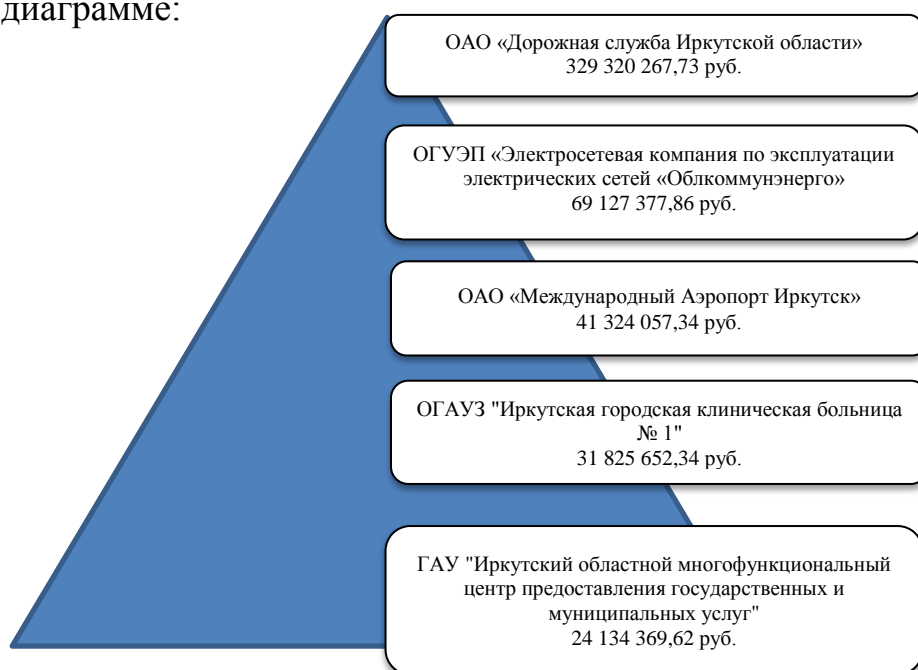 диаграмме:
ОАО «Дорожная служба Иркутской области»
329 320 267,73 руб.
ОГУЭП «Электросетевая компания по эксплуатации
электрических сетей «Облкоммунэнерго»
69 127 377,86 руб.
ОАО «Международный Аэропорт Иркутск»
41 324 057,34 руб.
ОГАУЗ "Иркутская городская клиническая больница
№ 1"
31 825 652,34 руб.
ГАУ "Иркутский областной многофункциональный
центр предоставления государственных и
муниципальных услуг"
24 134 369,62 руб.